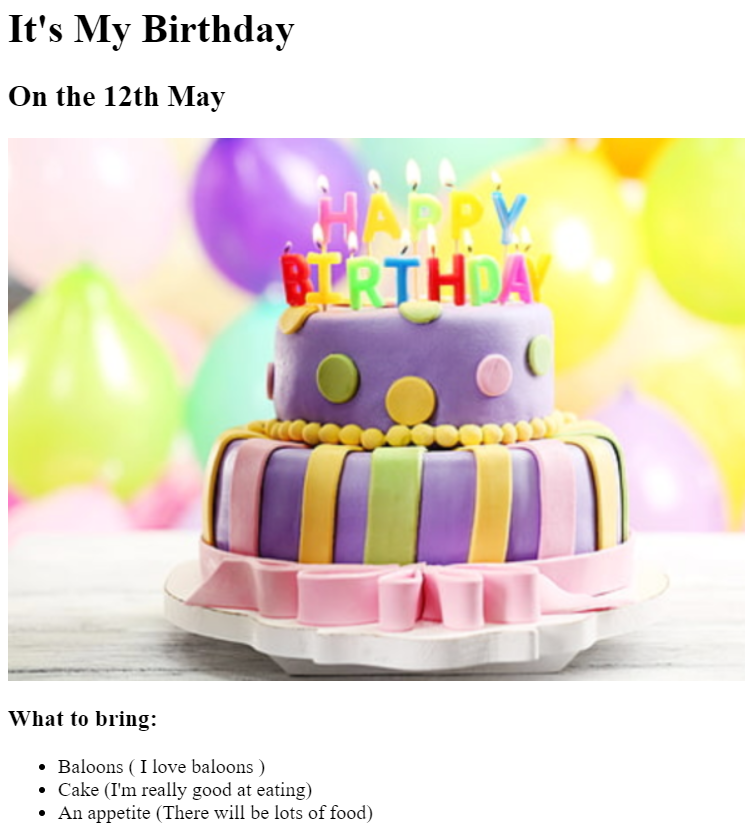 It's My Birthday
On the 12th May
HAPPY
BIRTHDAY
What to bring:
Baloons ( I love baloons )
Cake (I'm really good at eating)
An appetite (There will be lots of food)